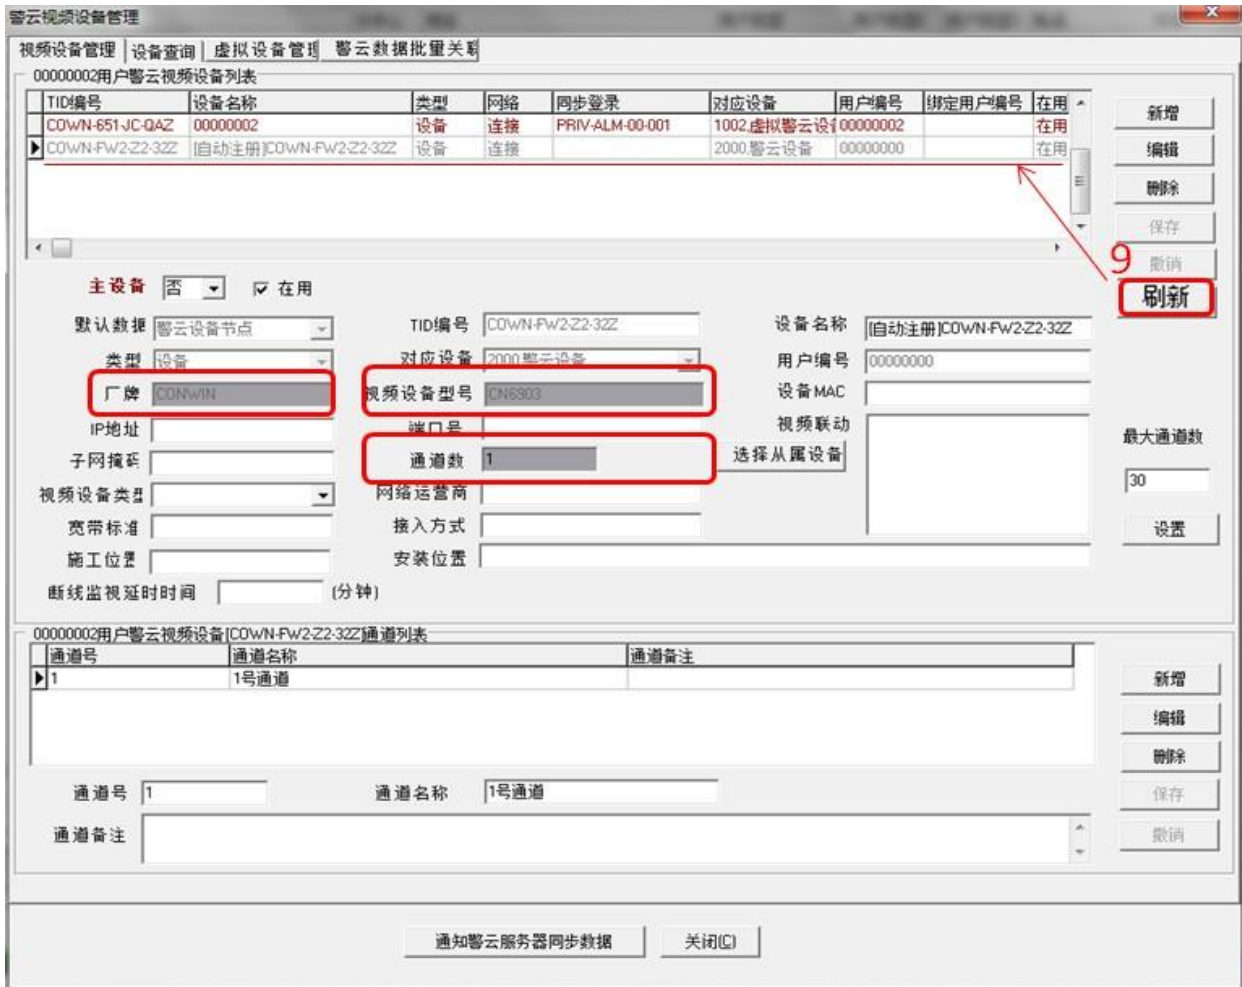 警云视频设备管理
视频设备管理 设备查询 虚拟设备管理 警云数据批量关联
00000002用户警云视频设备列表
TID编号 设备名称 类型 网络 同步登录 对应设备 用户编号 绑定用户编号 在用
COWN-651-JC-QAZ 00000002 设备 连接 PRIV-ALM-00-001 1002.虚拟警云设备 00000002 在用
COWN-FW2-Z2-32Z [自动注册]COWN-FW2-Z2-32Z 设备 连接 2000.警云设备 00000000 在用
新增
编辑
删除
保存
撤消
9
刷新
主设备 否 在用
默认数据 警云设备节点 TID编号 COWN-FW2-Z2-32Z 设备名称 [自动注册]COWN-FW2-Z2-32Z
类型 设备 对应设备 2000.警云设备 用户编号 00000000
厂牌 CONWIN 视频设备型号 CN6903 设备MAC
IP地址 端口号 视频联动
子网掩码 通道数 1 选择从属设备
视频设备类型 网络运营商
宽带标准 接入方式
施工位置 安装位置
断线监视延时时间 (分钟)
最大通道数
30
设置
00000002用户警云视频设备[COWN-FW2-Z2-32Z]通道列表
通道号 通道名称 通道备注
1 1号通道
新增
编辑
删除
保存
撤消
通道号 1 通道名称 1号通道
通道备注
通知警云服务器同步数据 关闭(C)